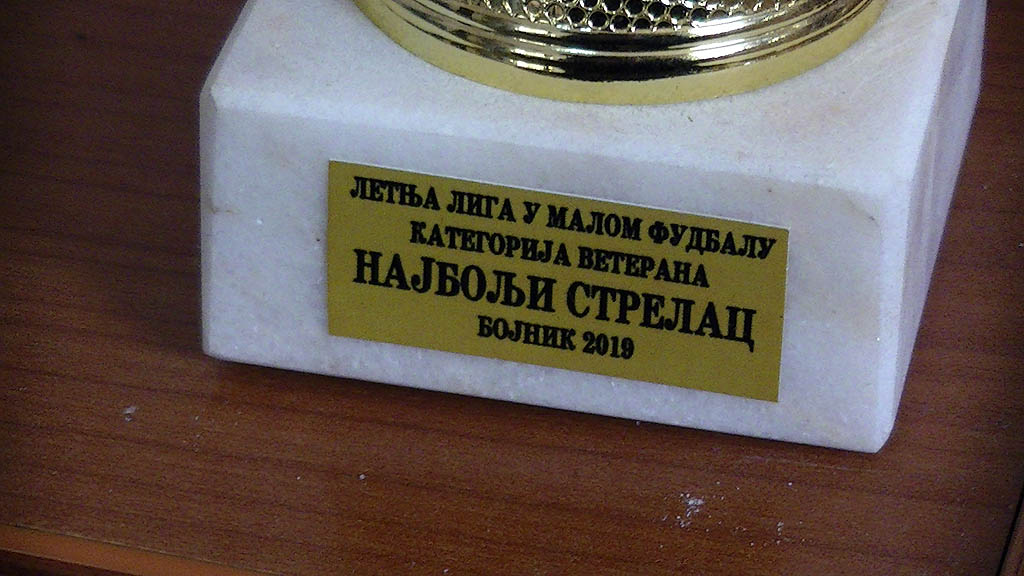 ЛЕТЊА ЛИГА У МАЛОМ ФУДБАЛУ
КАТЕГОРИЈА ВЕТЕРАНА
НАЈБОЉИ СТРЕЛАЦ
БОЈНИК 2019